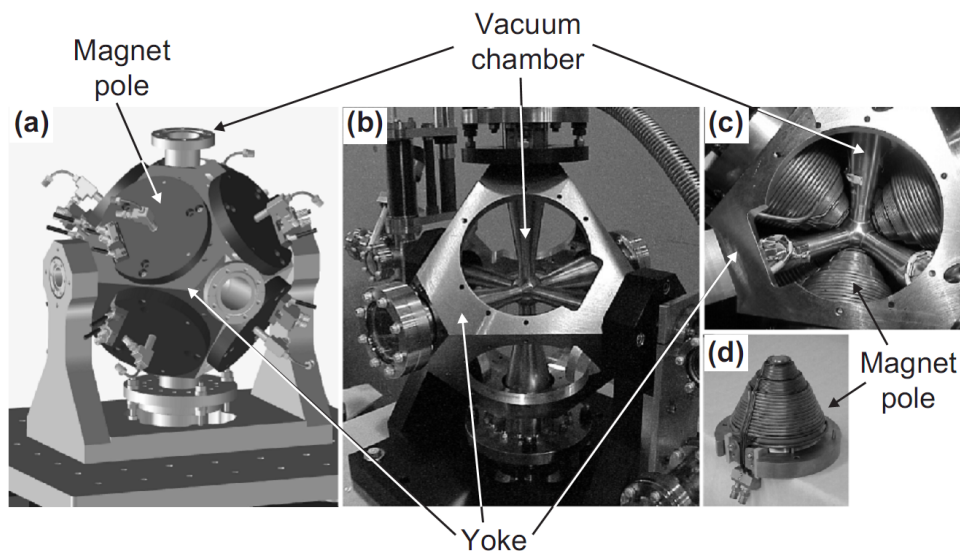 Vacuum
chamber
Magnet
pole
(a)
(b)
(c)
(d)
Magnet
pole
Yoke